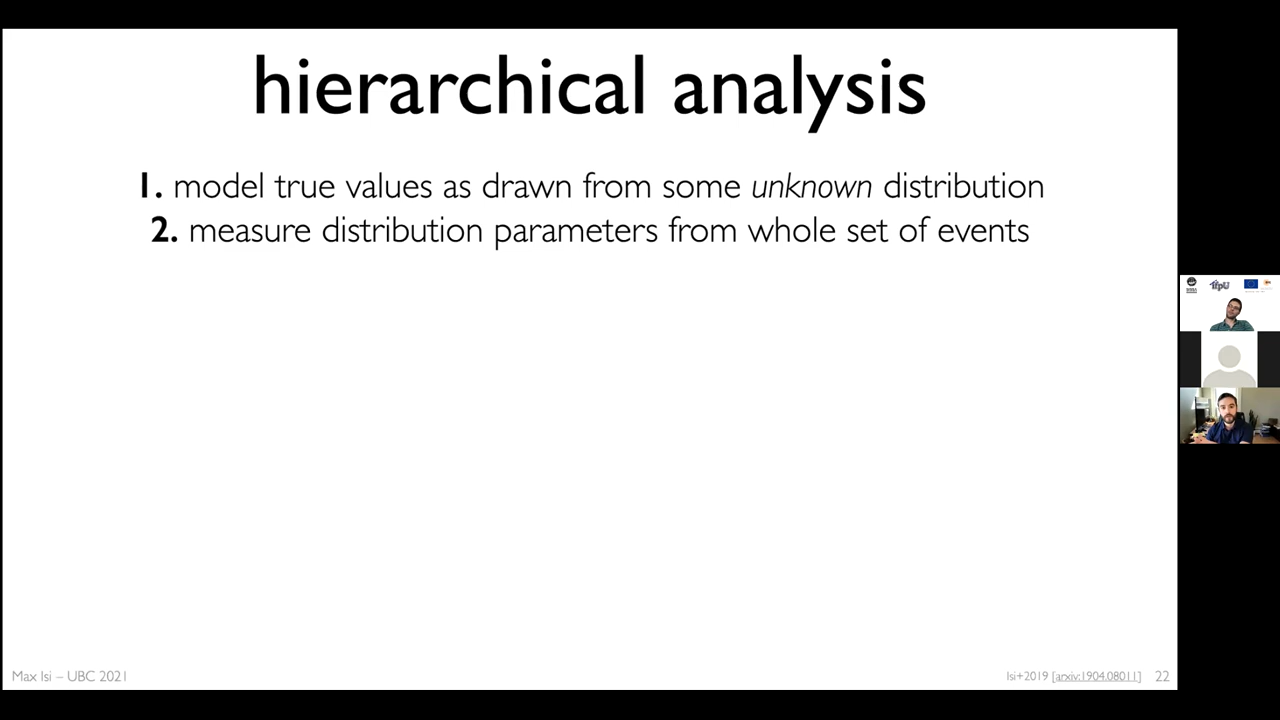 hierarchical analysis
1. model true values as drawn from some unknown distribution
2. measure distribution parameters from whole set of events
Max Isi – UBC 2021
Isi+2019 [arxiv:1904.08011] 22